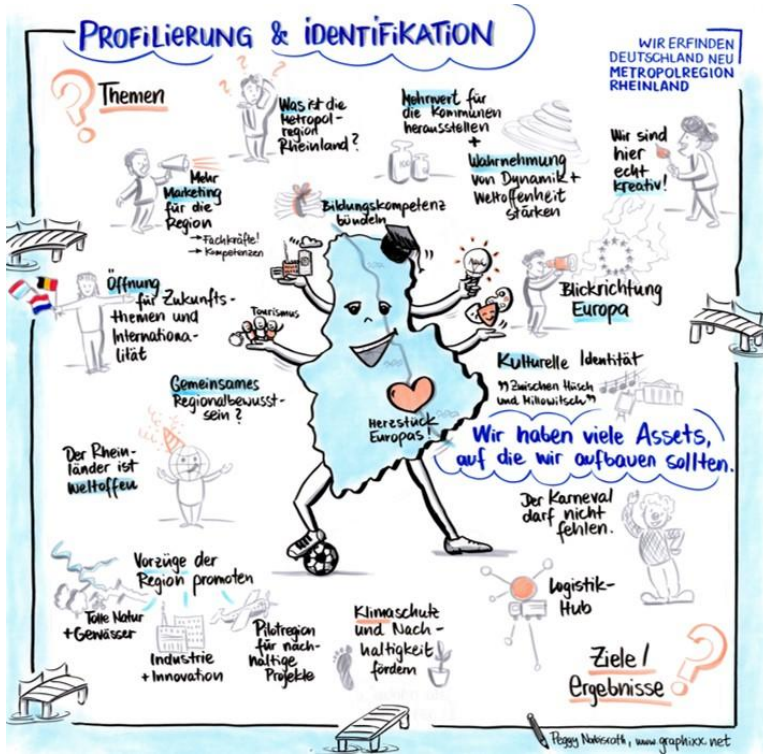 PROFILIERUNG & IDENTIFIKATION
WIR ERFINDEN
DEUTSCHLAND NEU
METROPOLREGION
RHEINLAND
Themen
Was ist die
Metropol-
region
Rheinland?
Mehrwert für
die Kommunen
herausstellen
+
Wahrnehmung
von Dynamik +
Weltoffenheit
stärken
Wir sind
hier
echt
kreativ!
Mehr
Marketing
für die
Region
→ Fachkräfte!
→ Kompetenzen
Bildungskompetenz
bündeln
Öffnung
für Zukunfts-
themen und
Internationa-
lität
Tourismus
Blickrichtung
Europa
Kulturelle Identität
"Zwischen Hüsch
und Millowitsch"
Gemeinsames
Regionalbewusst-
sein?
Herzstück
Europas!
Wir haben viele Assets,
auf die wir aufbauen sollten.
Der Rhein-
länder ist
weltoffen
Der Karneval
darf nicht
fehlen.
Vorzüge der
Region promoten
Tolle Natur
+ Gewässer
Industrie
+ Innovation
Pilotregion
für nach-
haltige
Projekte
Klimaschutz
und Nach-
haltigkeit
fördern
Logistik-
Hub
Ziele /
Ergebnisse
Peggy, www.graphixx.net